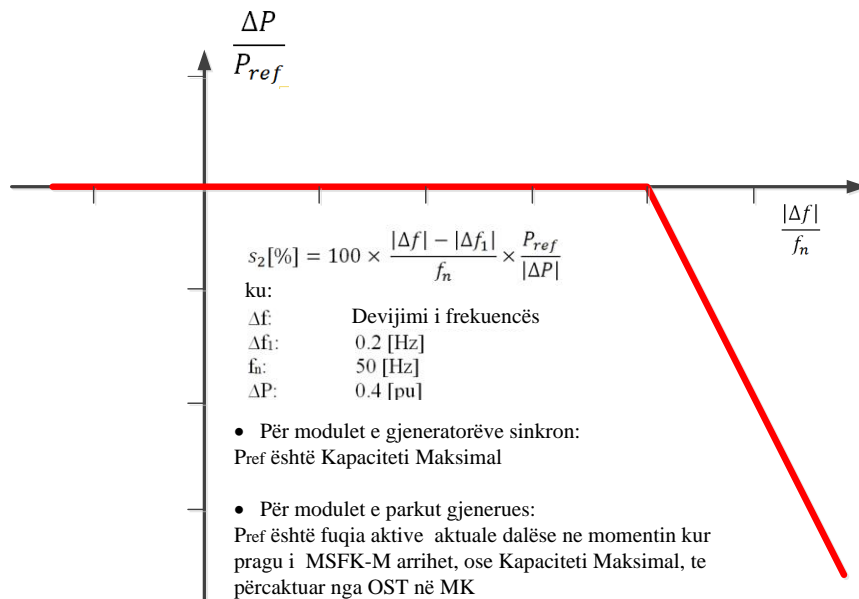 ΔP
P_ref
|Δf|
f_n
s₂[%] = 100 × (|Δf| − |Δf₁|) / f_n × P_ref / |ΔP|
ku:
Δf: Devijimi i frekuencës
Δf₁: 0.2 [Hz]
fₙ: 50 [Hz]
ΔP: 0.4 [pu]
• Për modulet e gjeneratorëve sinkron:
Pref është Kapaciteti Maksimal
• Për modulet e parkut gjenerues:
Pref është fuqia aktive aktuale dalëse ne momentin kur
pragu i MSFK-M arrihet, ose Kapaciteti Maksimal, te
përcaktuar nga OST në MK